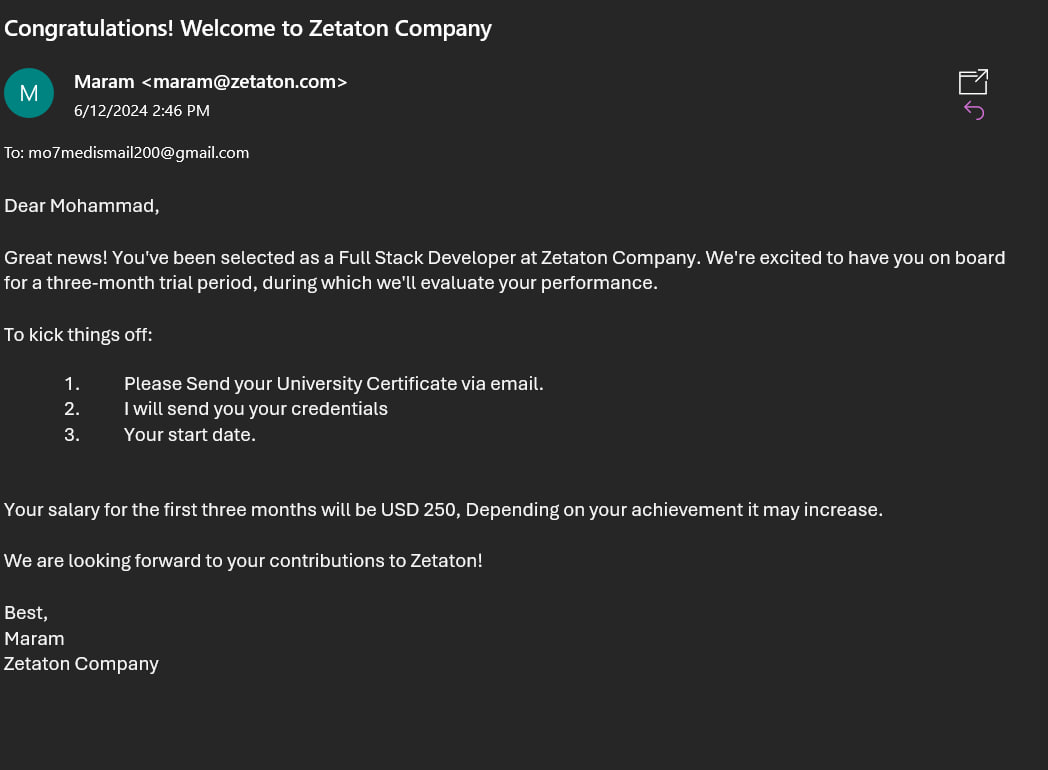 Congratulations! Welcome to Zetaton Company
M
Maram <maram@zetaton.com>
6/12/2024 2:46 PM
To: mo7medismail200@gmail.com
Dear Mohammad,
Great news! You've been selected as a Full Stack Developer at Zetaton Company. We're excited to have you on board
for a three-month trial period, during which we'll evaluate your performance.
To kick things off:
1. Please Send your University Certificate via email.
2. I will send you your credentials
3. Your start date.
Your salary for the first three months will be USD 250, Depending on your achievement it may increase.
We are looking forward to your contributions to Zetaton!
Best,
Maram
Zetaton Company